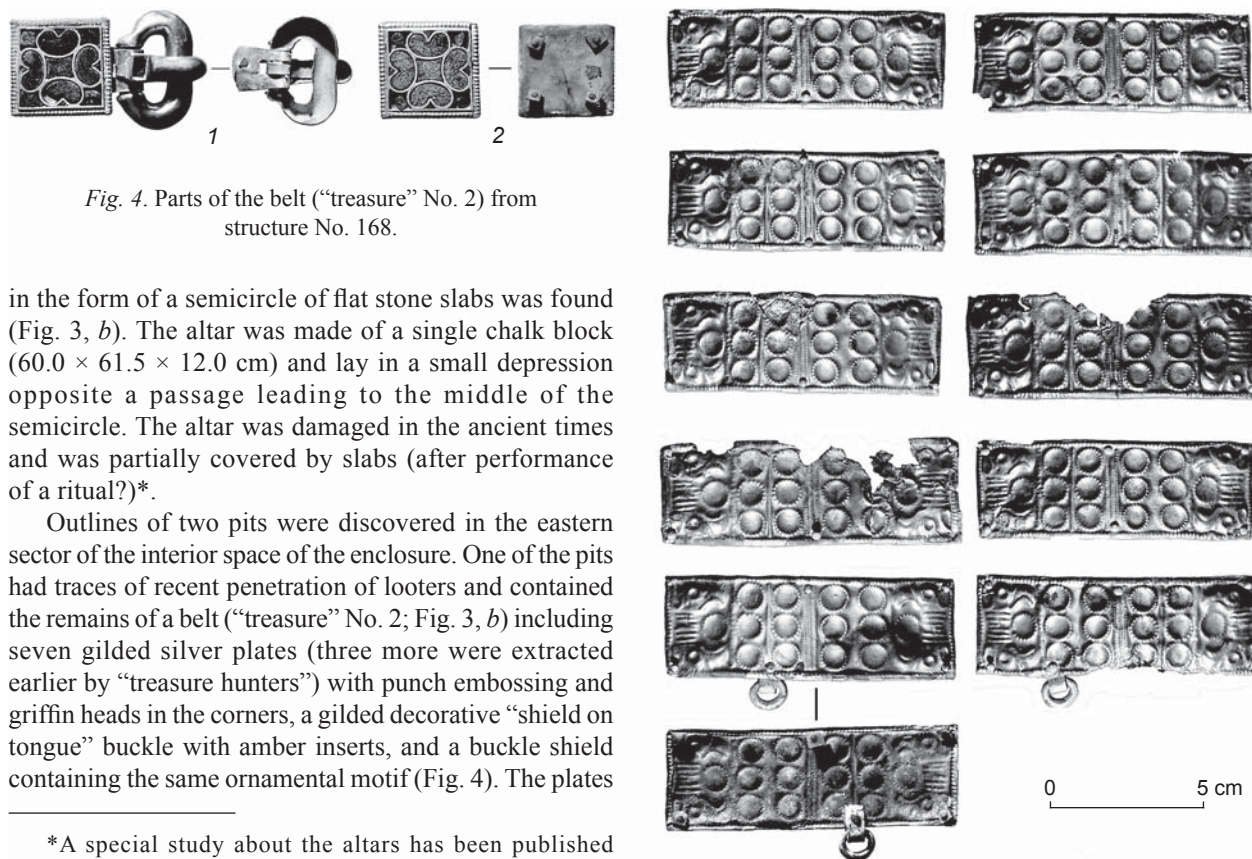 1
2
Fig. 4. Parts of the belt (“treasure” No. 2) from
structure No. 168.
in the form of a semicircle of flat stone slabs was found
(Fig. 3, b). The altar was made of a single chalk block
(60.0 × 61.5 × 12.0 cm) and lay in a small depression
opposite a passage leading to the middle of the
semicircle. The altar was damaged in the ancient times
and was partially covered by slabs (after performance
of a ritual?)*.
Outlines of two pits were discovered in the eastern
sector of the interior space of the enclosure. One of the pits
had traces of recent penetration of looters and contained
the remains of a belt (“treasure” No. 2; Fig. 3, b) including
seven gilded silver plates (three more were extracted
earlier by “treasure hunters”) with punch embossing and
griffin heads in the corners, a gilded decorative “shield on
tongue” buckle with amber inserts, and a buckle shield
containing the same ornamental motif (Fig. 4). The plates
*A special study about the altars has been published
0 5 cm